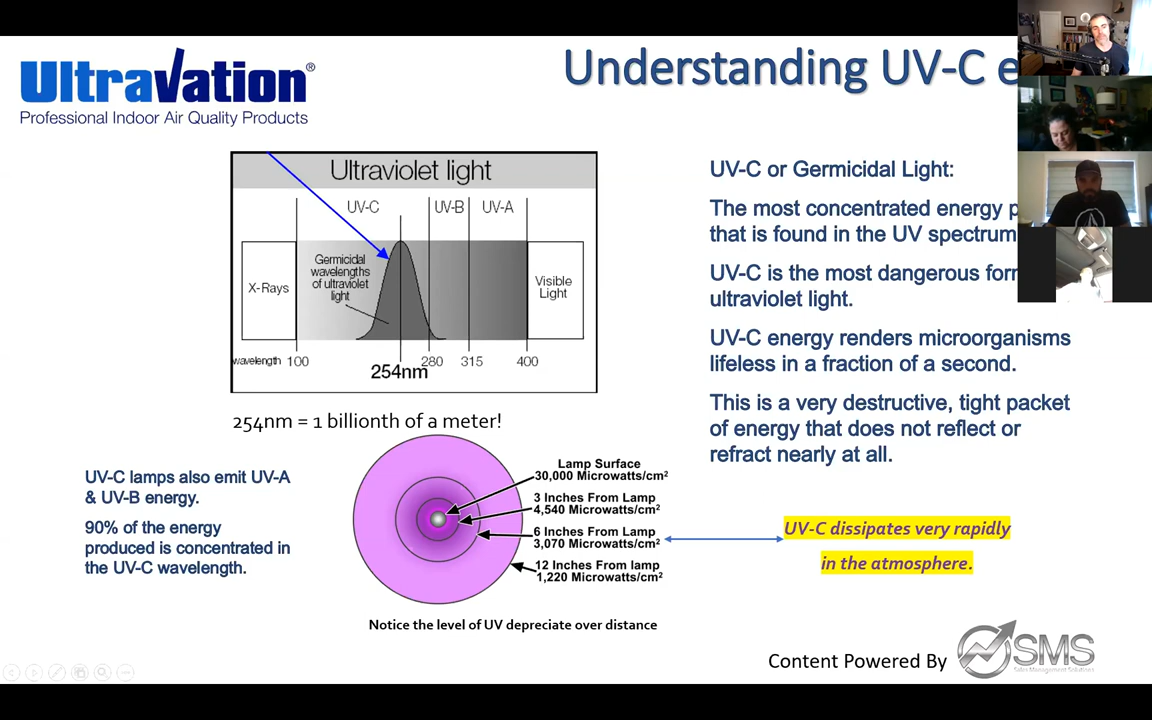 Ultravation®
Professional Indoor Air Quality Products
Understanding UV-C e
Ultraviolet light
UV-C
UV-B
UV-A
X-Rays
Germicidal
wavelengths
of ultraviolet
light
Visible
Light
wavelength 100 280 315 400
254nm
254nm = 1 billionth of a meter!
UV-C or Germicidal Light:
The most concentrated energy p
that is found in the UV spectrum
UV-C is the most dangerous for
ultraviolet light.
UV-C energy renders microorganisms
lifeless in a fraction of a second.
This is a very destructive, tight packet
of energy that does not reflect or
refract nearly at all.
UV-C lamps also emit UV-A
& UV-B energy.
90% of the energy
produced is concentrated in
the UV-C wavelength.
Lamp Surface
30,000 Microwatts/cm²
3 Inches From Lamp
4,540 Microwatts/cm²
6 Inches From Lamp
3,070 Microwatts/cm²
12 Inches From lamp
1,220 Microwatts/cm²
Notice the level of UV depreciate over distance
UV-C dissipates very rapidly
in the atmosphere.
Content Powered By
SMS
Sales Management Solutions